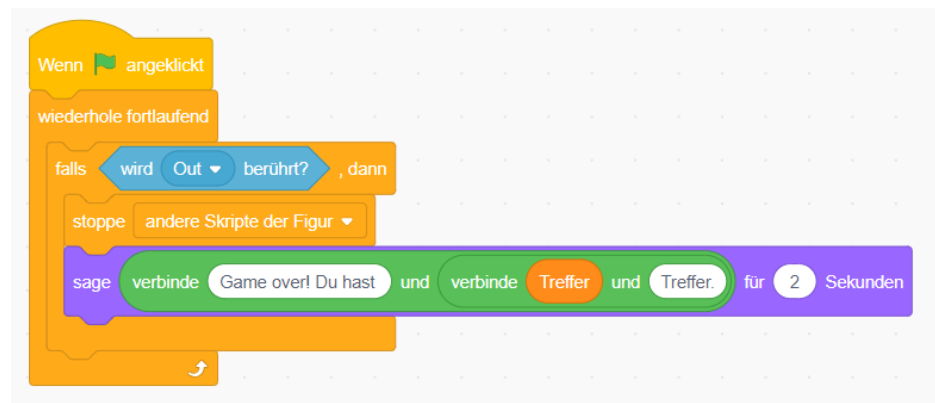 Wenn angeklickt
wiederhole fortlaufend
falls wird Out berührt? , dann
stoppe andere Skripte der Figur
sage verbinde Game over! Du hast und verbinde Treffer und Treffer. für 2 Sekunden